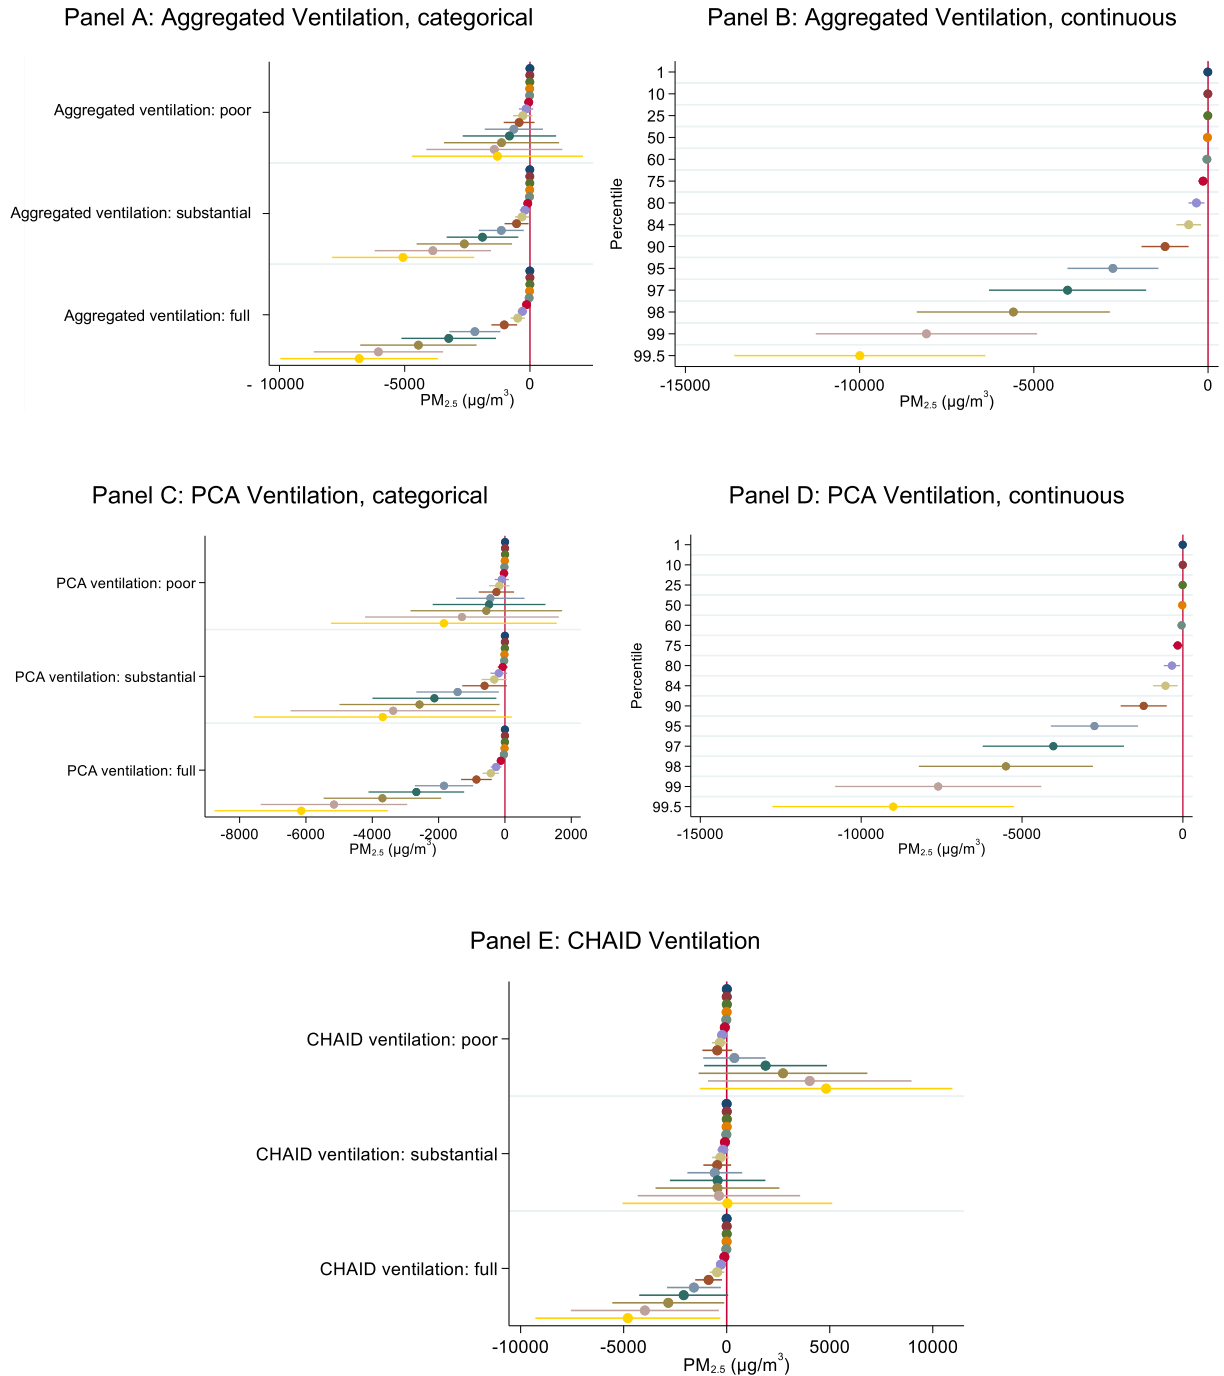 Panel A: Aggregated Ventilation, categorical
Aggregated ventilation: poor
Aggregated ventilation: substantial
Aggregated ventilation: full
- 10000 -5000 0
PM2.5 (µg/m³)
Panel B: Aggregated Ventilation, continuous
Percentile
1
10
25
50
60
75
80
84
90
95
97
98
99
99.5
-15000 -10000 -5000 0
PM2.5 (µg/m³)
Panel C: PCA Ventilation, categorical
PCA ventilation: poor
PCA ventilation: substantial
PCA ventilation: full
-8000 -6000 -4000 -2000 0 2000
PM2.5 (µg/m³)
Panel D: PCA Ventilation, continuous
Percentile
1
10
25
50
60
75
80
84
90
95
97
98
99
99.5
-15000 -10000 -5000 0
PM2.5 (µg/m³)
Panel E: CHAID Ventilation
CHAID ventilation: poor
CHAID ventilation: substantial
CHAID ventilation: full
-10000 -5000 0 5000 10000
PM2.5 (µg/m³)